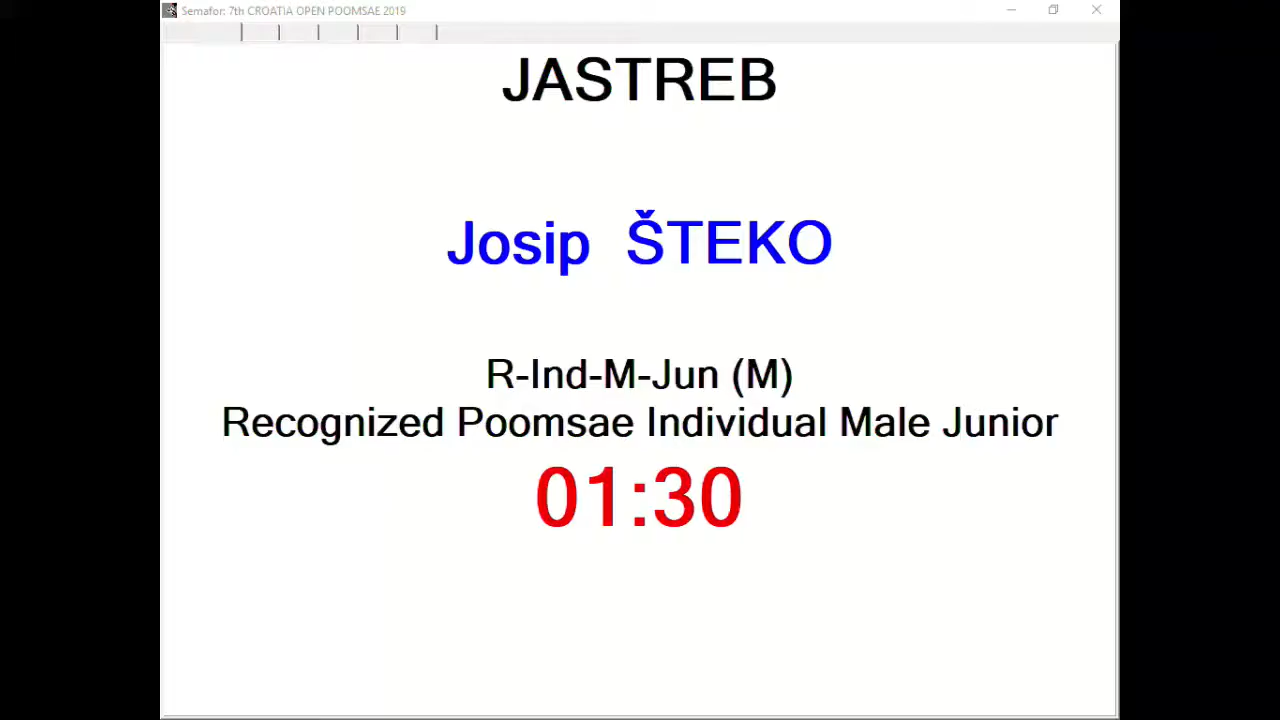 Semafor: 7th CROATIA OPEN POOMSAE 2019
JASTREB
Josip ŠTEKO
R-Ind-M-Jun (M)
Recognized Poomsae Individual Male Junior
01:30